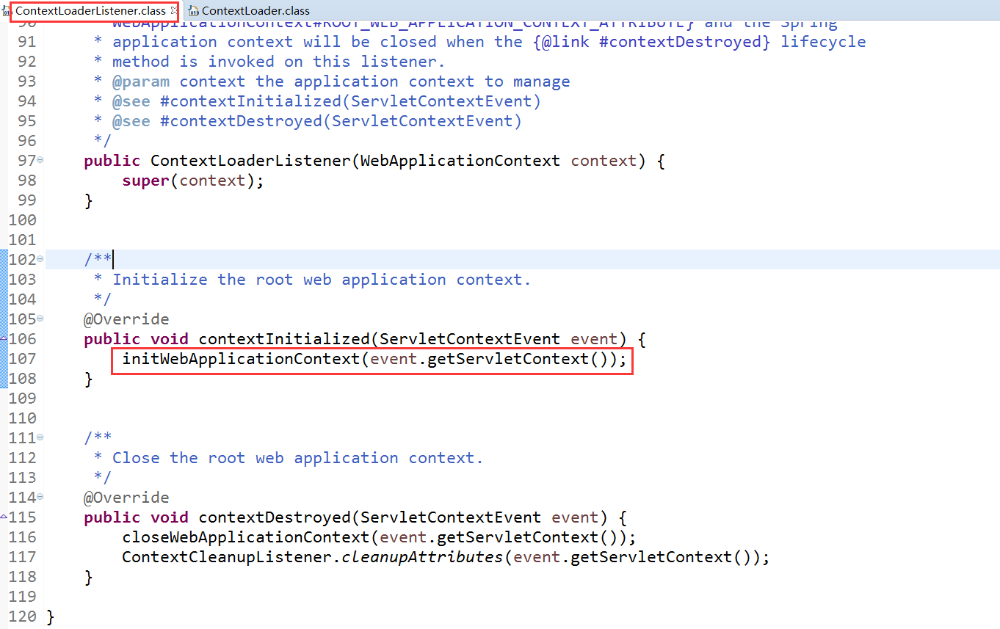 ContextLoaderListener.class ContextLoader.class
90 WebApplicationContext#ROOT_WEB_APPLICATION_CONTEXT_ATTRIBUTE} and the Spring
91 * application context will be closed when the {@link #contextDestroyed} lifecycle
92 * method is invoked on this listener.
93 * @param context the application context to manage
94 * @see #contextInitialized(ServletContextEvent)
95 * @see #contextDestroyed(ServletContextEvent)
96 */
97 public ContextLoaderListener(WebApplicationContext context) {
98 super(context);
99 }
100
101
102 /**
103 * Initialize the root web application context.
104 */
105 @Override
106 public void contextInitialized(ServletContextEvent event) {
107 initWebApplicationContext(event.getServletContext());
108 }
109
110
111 /**
112 * Close the root web application context.
113 */
114 @Override
115 public void contextDestroyed(ServletContextEvent event) {
116 closeWebApplicationContext(event.getServletContext());
117 ContextCleanupListener.cleanupAttributes(event.getServletContext());
118 }
119
120 }